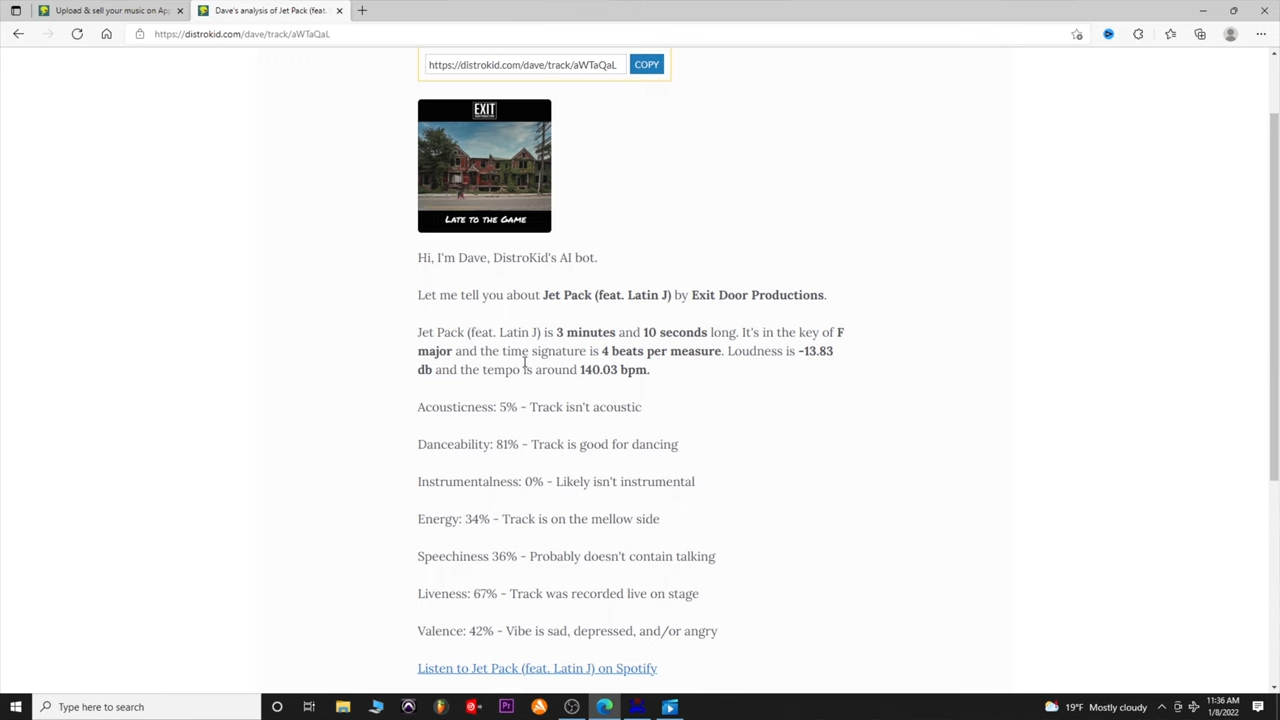 Upload & sell your music on App
Dave's analysis of Jet Pack (feat.
https://distrokid.com/dave/track/aWTaQaL
https://distrokid.com/dave/track/aWTaQaL
COPY
EXIT
LATE TO THE GAME
Hi, I'm Dave, DistroKid's AI bot.
Let me tell you about Jet Pack (feat. Latin J) by Exit Door Productions.
Jet Pack (feat. Latin J) is 3 minutes and 10 seconds long. It's in the key of F
major and the time signature is 4 beats per measure. Loudness is -13.83
db and the tempo is around 140.03 bpm.
Acousticness: 5% - Track isn't acoustic
Danceability: 81% - Track is good for dancing
Instrumentalness: 0% - Likely isn't instrumental
Energy: 34% - Track is on the mellow side
Speechiness 36% - Probably doesn't contain talking
Liveness: 67% - Track was recorded live on stage
Valence: 42% - Vibe is sad, depressed, and/or angry
Listen to Jet Pack (feat. Latin J) on Spotify
Type here to search
Pr
19°F Mostly cloudy
11:36 AM
1/8/2022